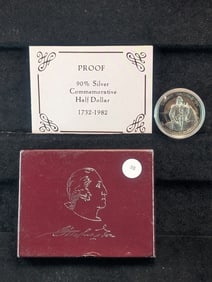 PROOF
90% Silver
Commemorative
Half Dollar
1732-1982